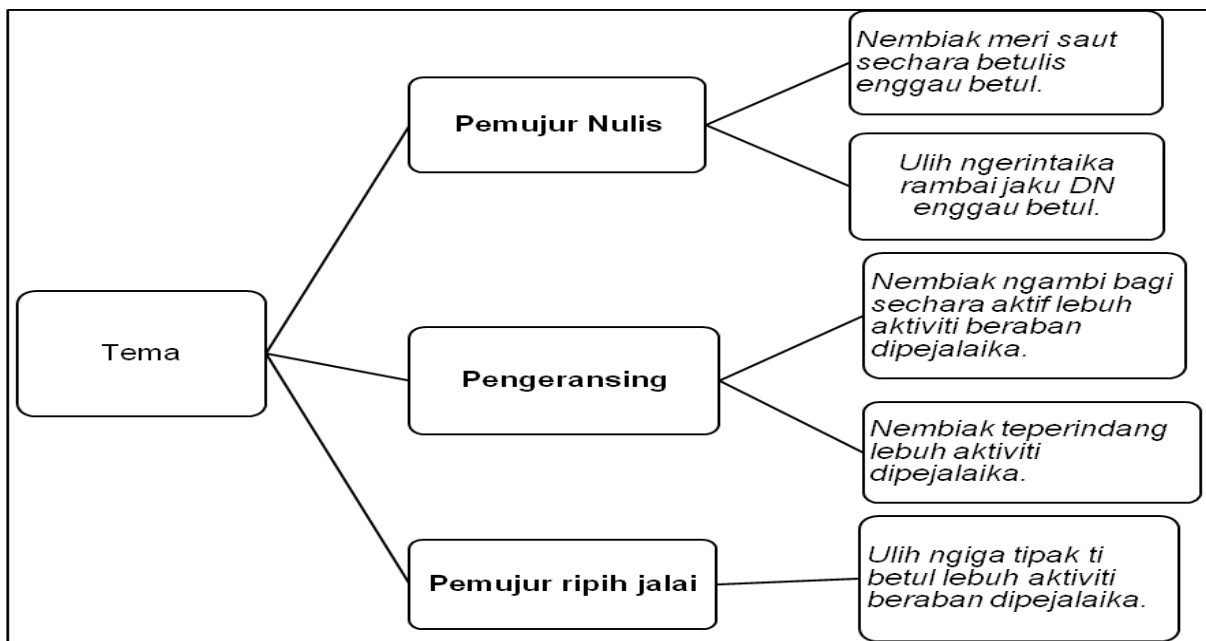 Tema
Pemujur Nulis
Nembiak meri saut
sechara betulis
enggau betul.
Ulih ngerintaika
rambai jaku DN
enggau betul.
Pengeransing
Nembiak ngambi bagi
sechara aktif lebuh
aktiviti beraban
dipejalaika.
Nembiak teperindang
lebuh aktiviti
dipejalaika.
Pemujur ripih jalai
Ulih ngiga tipak ti
betul lebuh aktiviti
beraban dipejalaika.